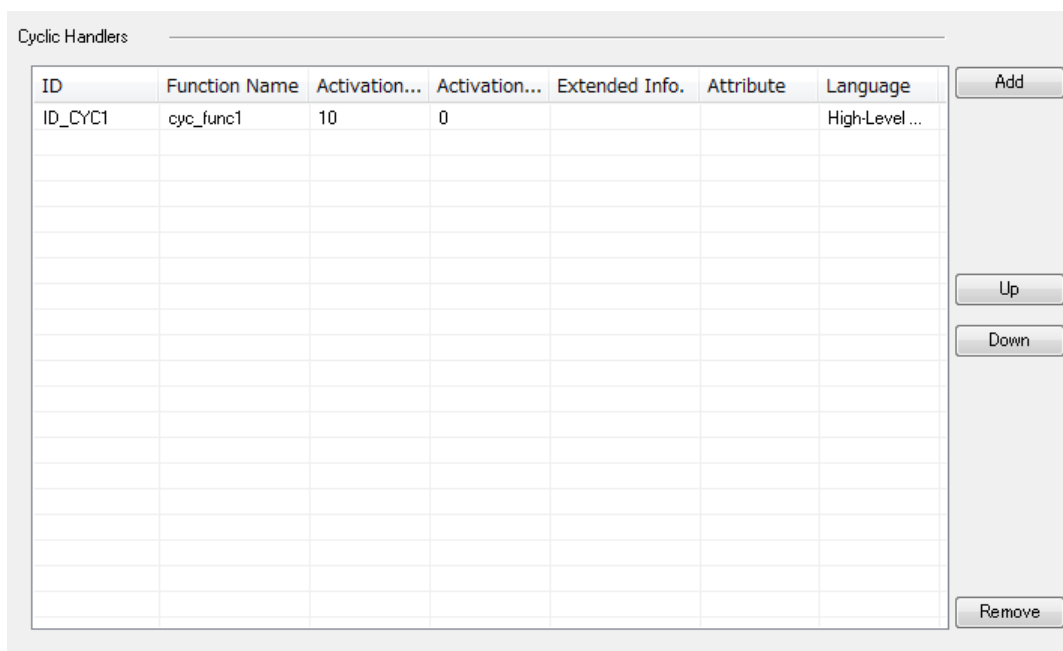 Cyclic Handlers
ID Function Name Activation... Activation... Extended Info. Attribute Language
ID_CYC1 cyc_func1 10 0 High-Level ...
Add
Up
Down
Remove